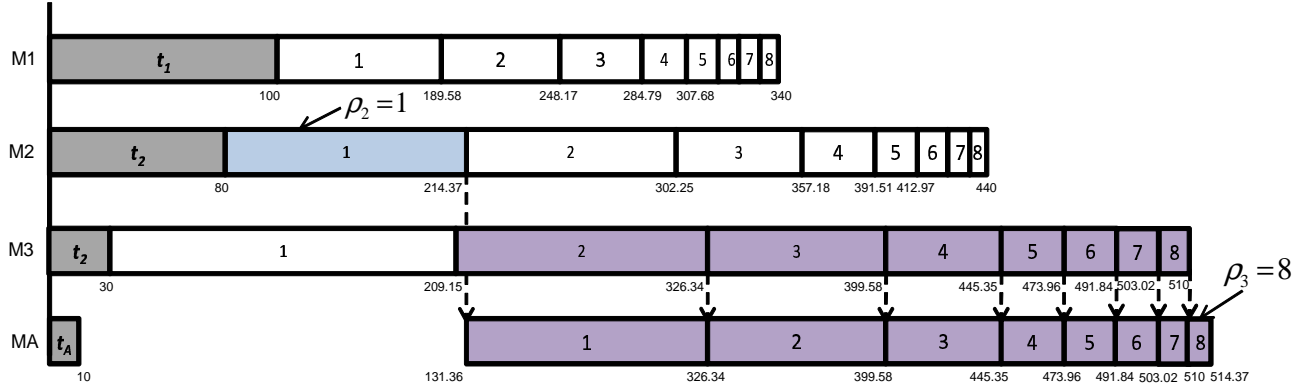 M1 t₁ 1 2 3 4 5 6 7 8
100 189.58 248.17 284.79 307.68 340
ρ₂ = 1
M2 t₂ 1 2 3 4 5 6 7 8
80 214.37 302.25 357.18 391.51 412.97 440
M3 t₂ 1 2 3 4 5 6 7 8
30 209.15 326.34 399.58 445.35 473.96 491.84 503.02 510
ρ₃ = 8
MA t_A 1 2 3 4 5 6 7 8
10 131.36 326.34 399.58 445.35 473.96 491.84 503.02 510 514.37